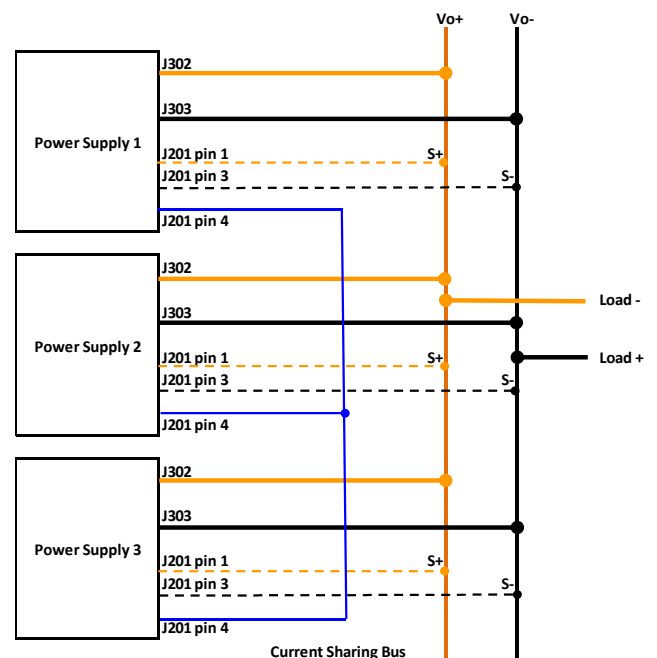 Vo+ Vo-
J302
J303
Power Supply 1
J201 pin 1 S+
J201 pin 3 S-
J201 pin 4
J302
Load -
J303
Power Supply 2
J201 pin 1 S+
Load +
J201 pin 3 S-
J201 pin 4
J302
J303
Power Supply 3
J201 pin 1 S+
J201 pin 3 S-
J201 pin 4
Current Sharing Bus